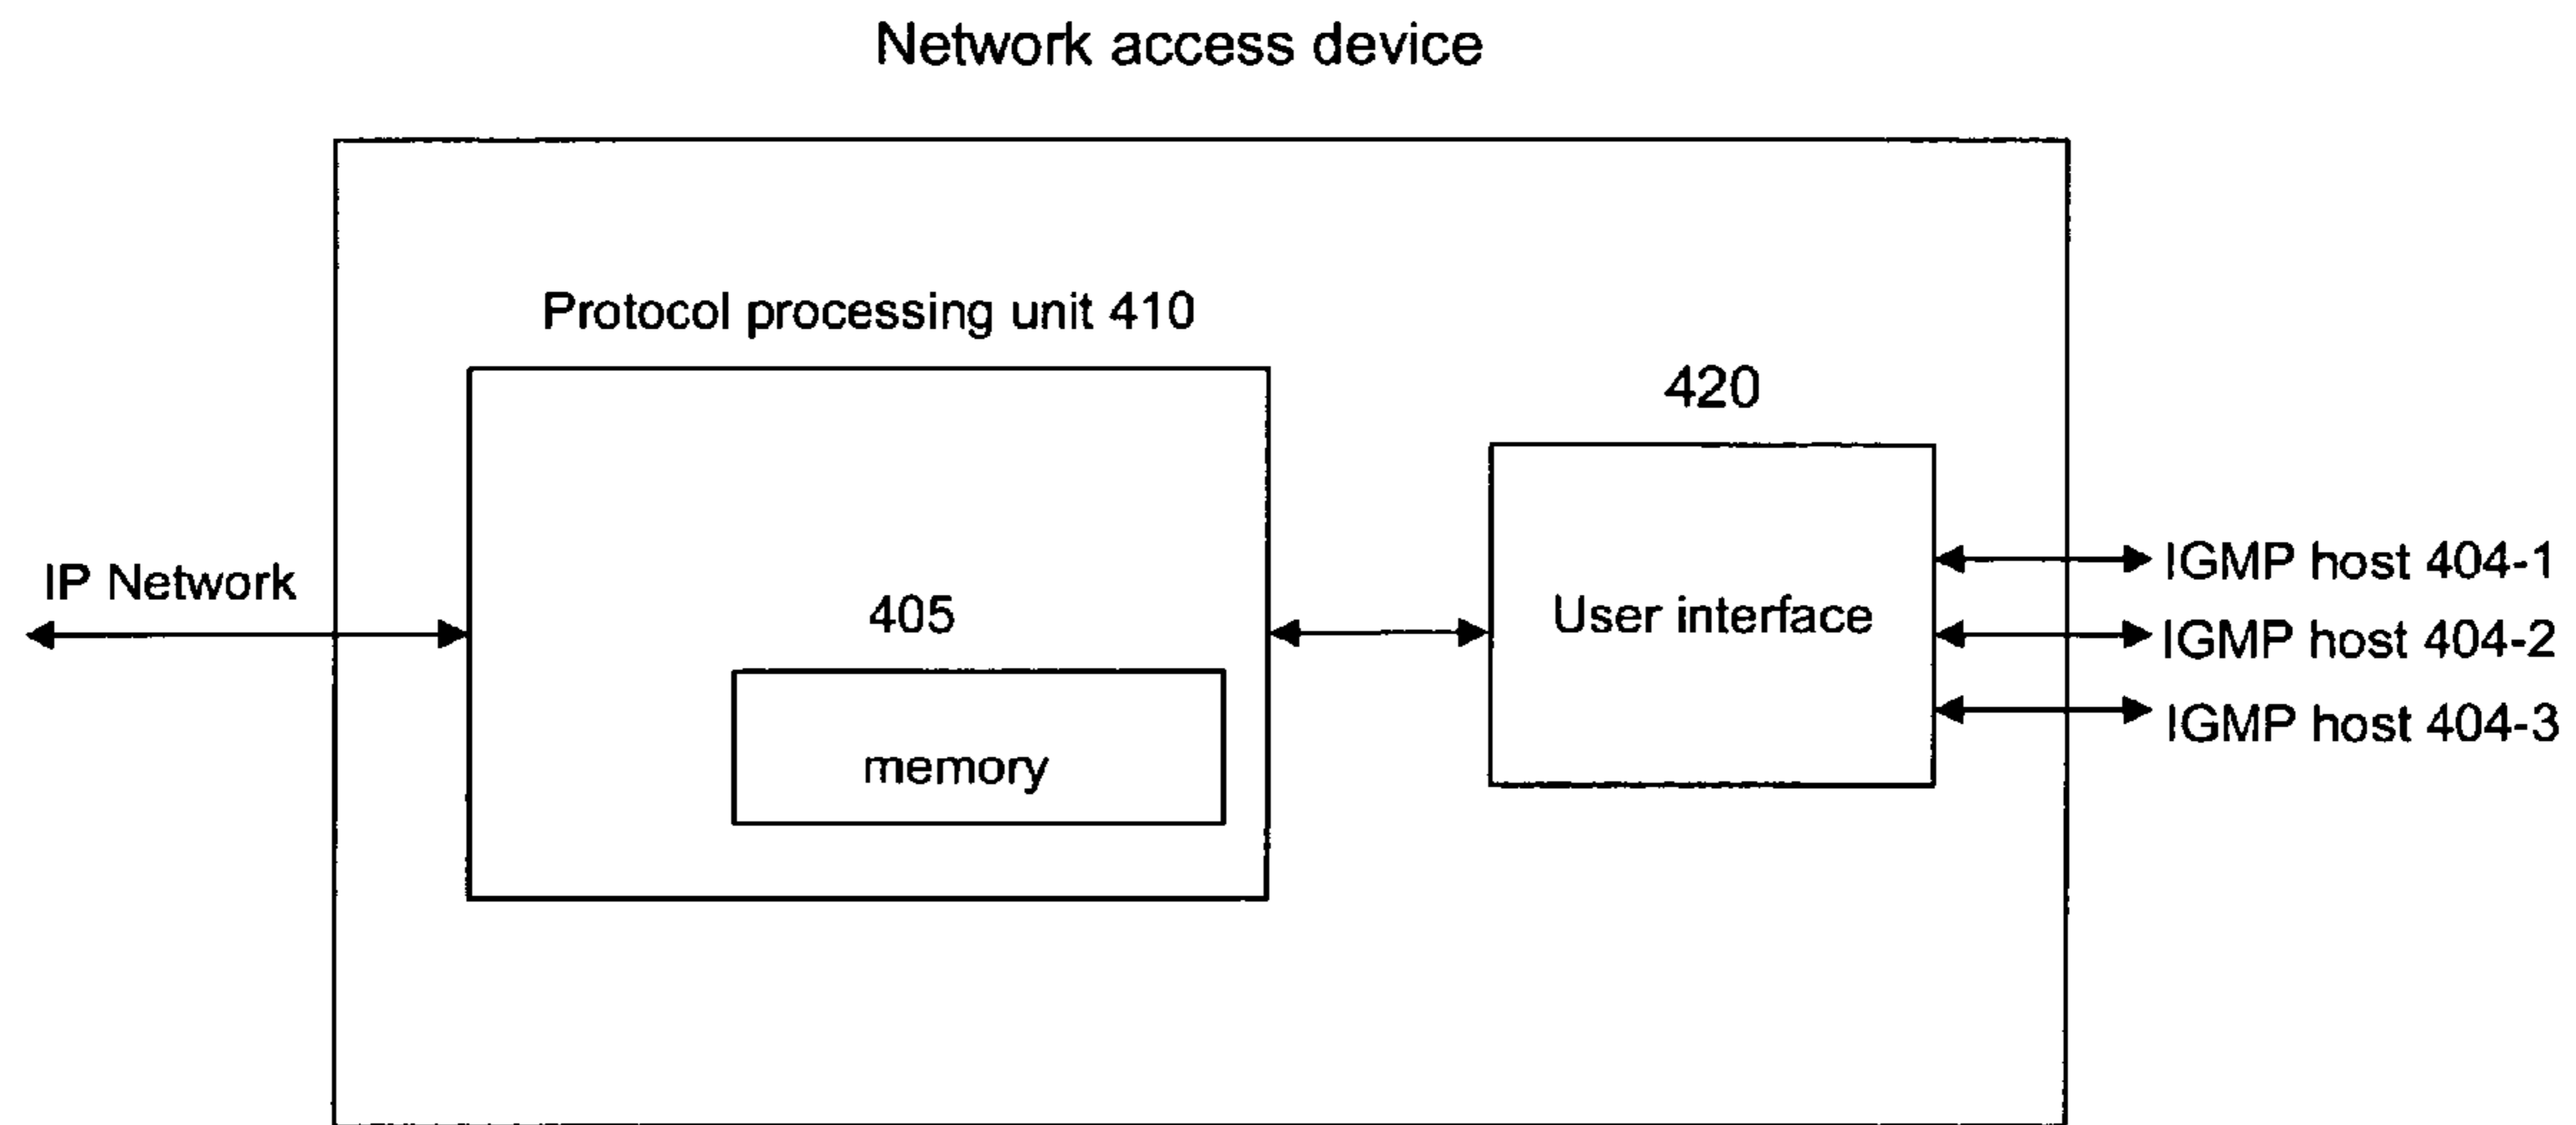 Network access device
Protocol processing unit 410
420
IP Network
405
memory
User interface
IGMP host 404-1
IGMP host 404-2
IGMP host 404-3